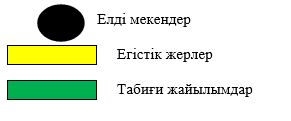 Елді мекендер
Егістік жерлер
Табиғи жайылымдар